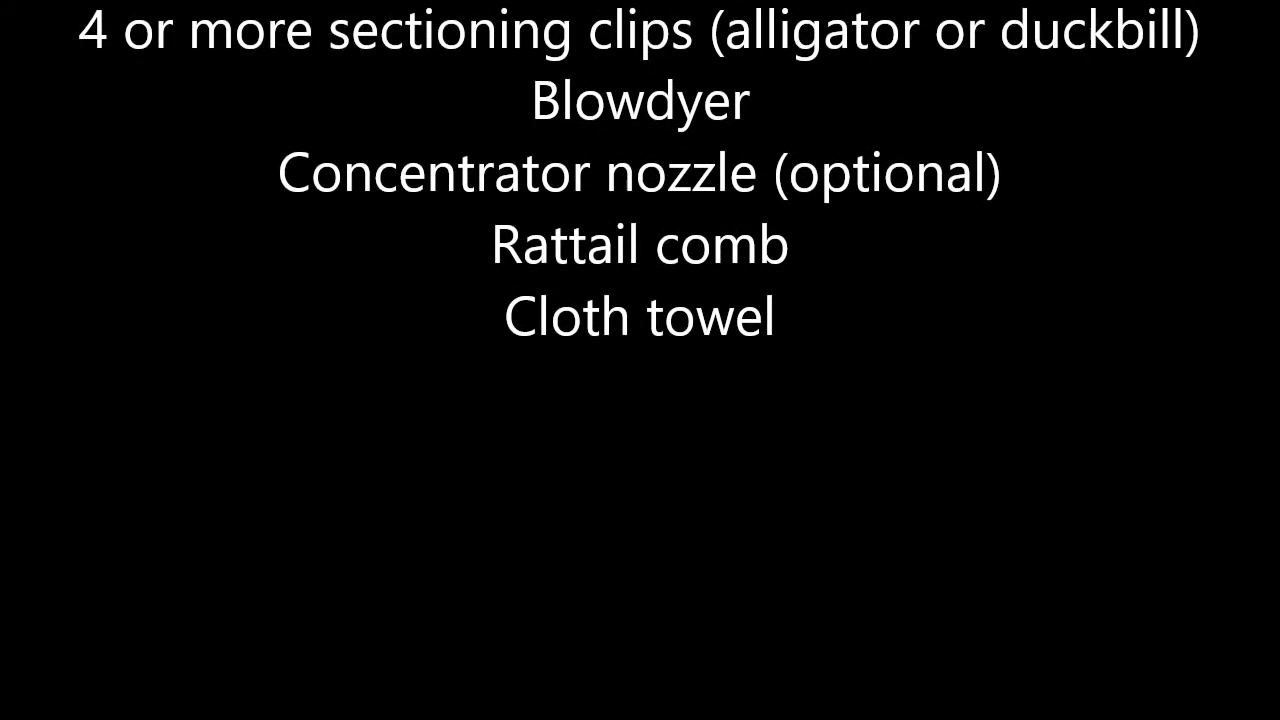 4 or more sectioning clips (alligator or duckbill)
Blowdyer
Concentrator nozzle (optional)
Rattail comb
Cloth towel